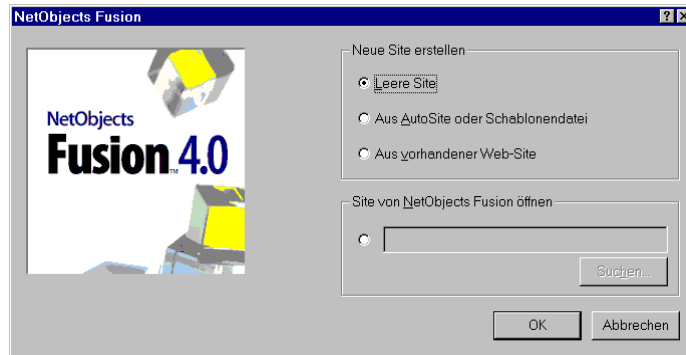 NetObjects Fusion
NetObjects
Fusion™ 4.0
Neue Site erstellen
Leere Site
Aus AutoSite oder Schablonendatei
Aus vorhandener Web-Site
Site von NetObjects Fusion öffnen
Suchen...
OK
Abbrechen